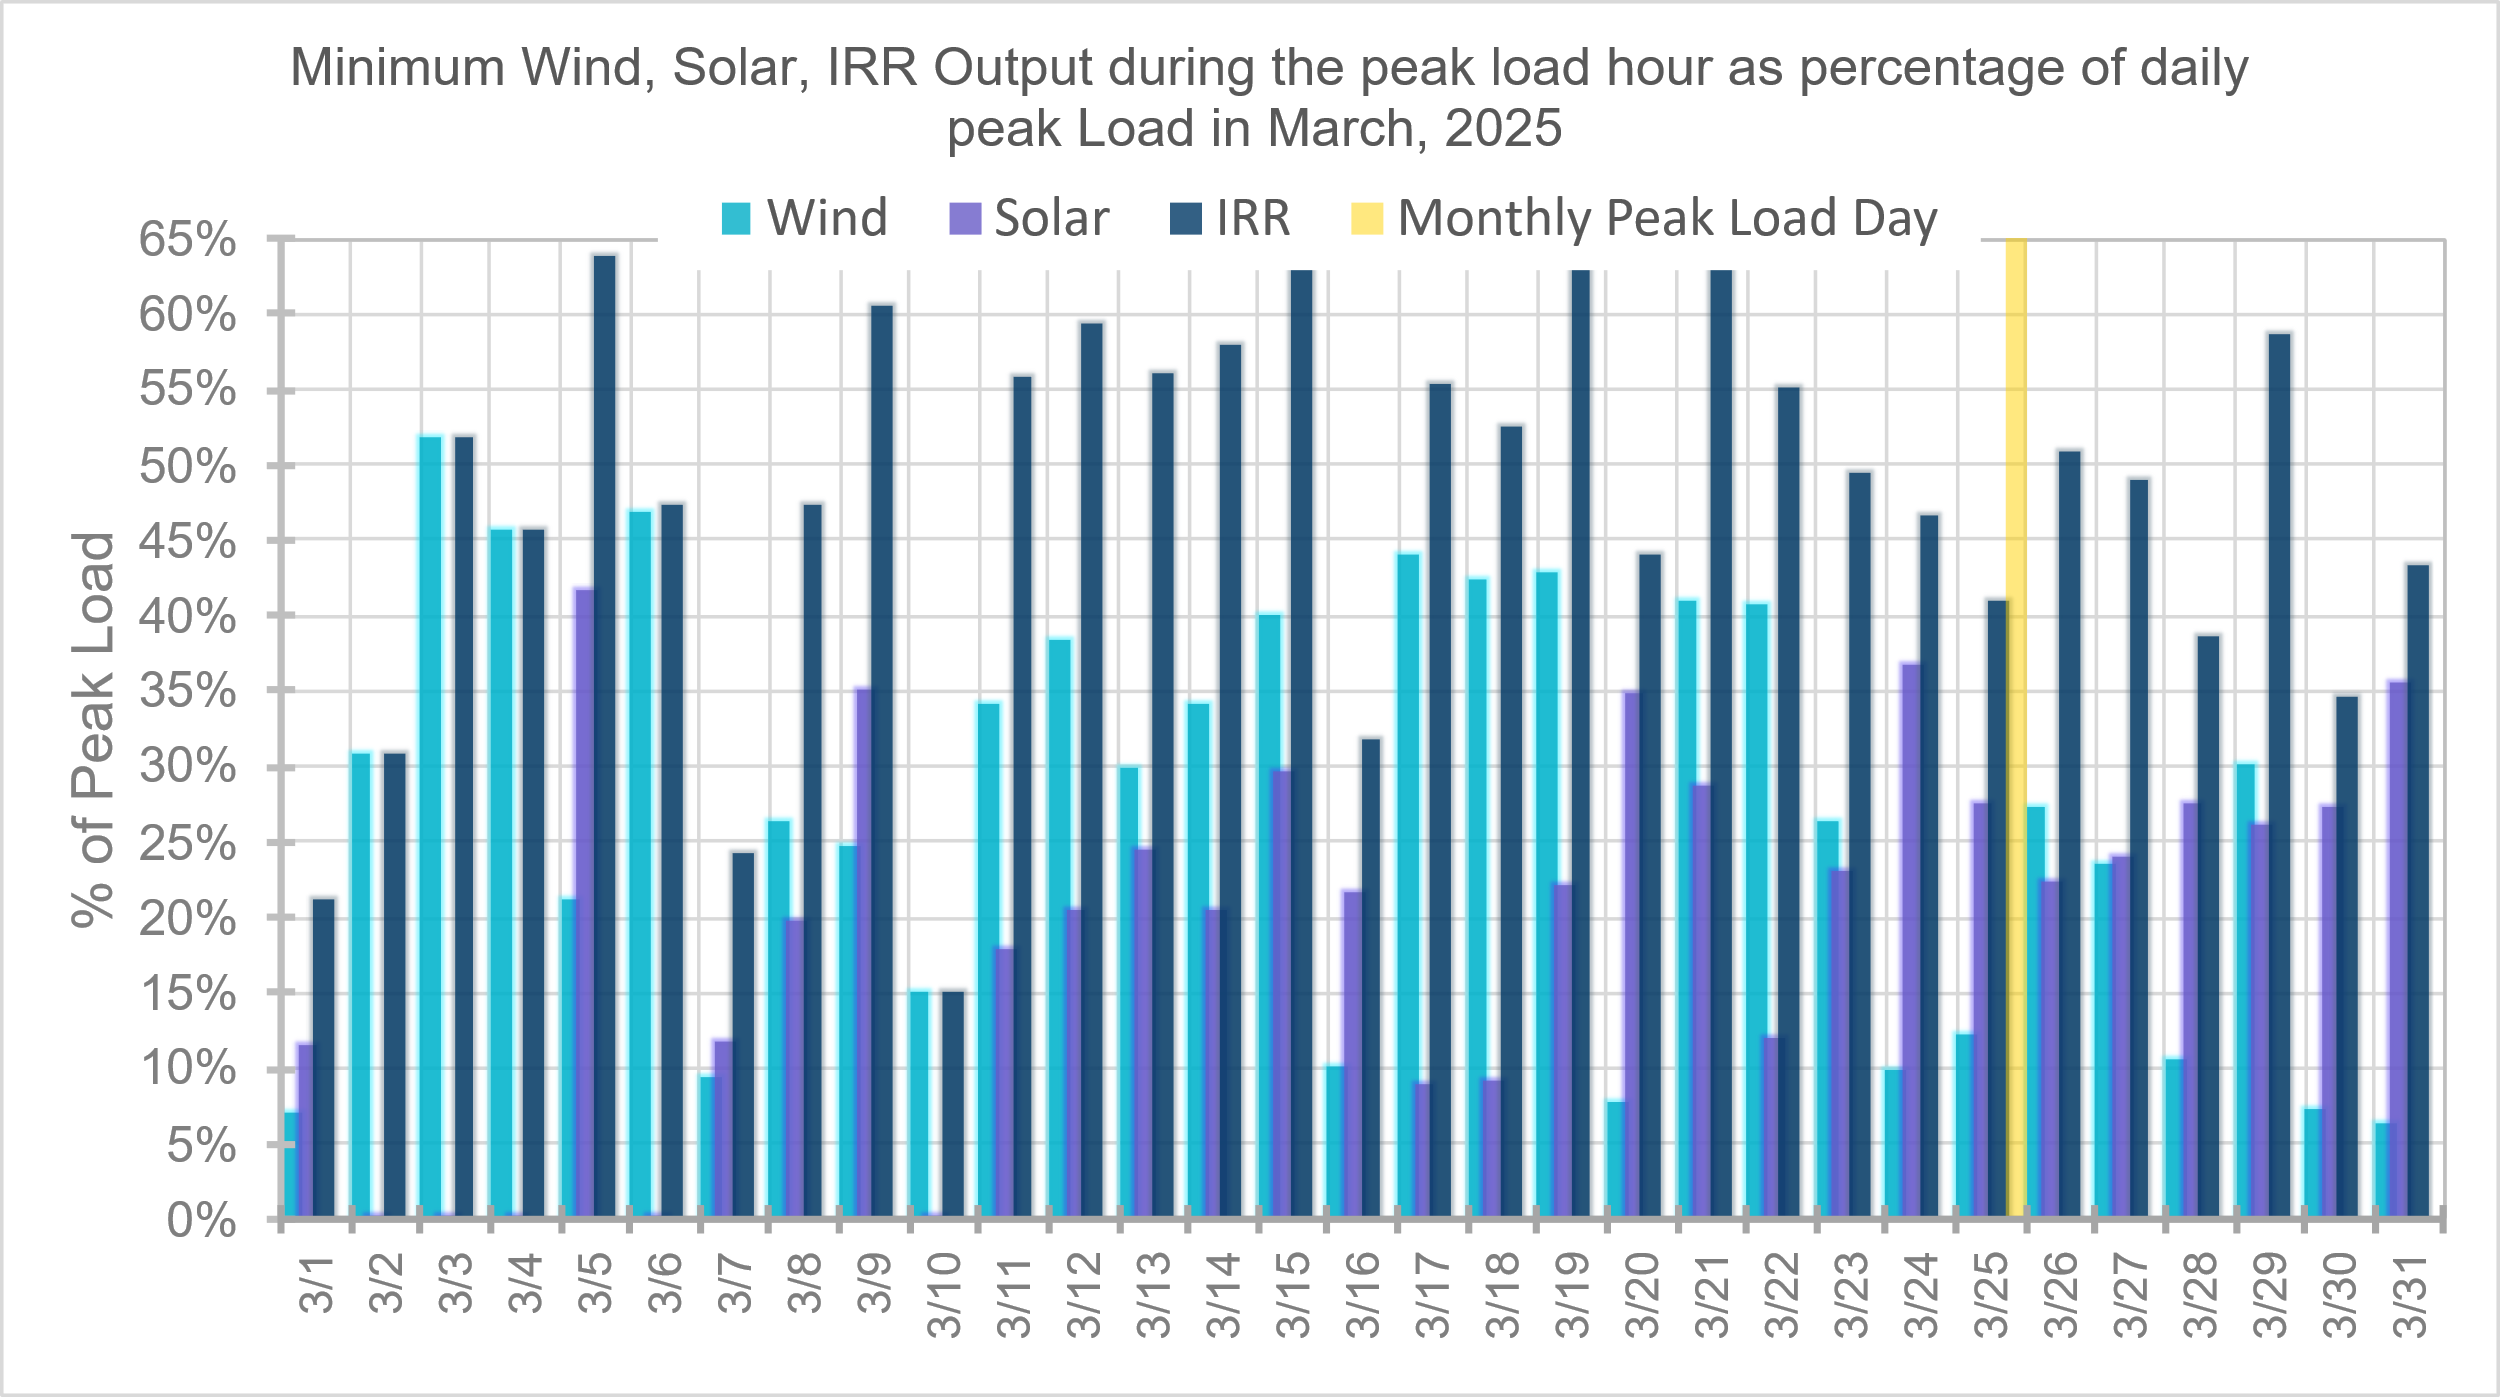 Minimum Wind, Solar, IRR Output during the peak load hour as percentage of daily
peak Load in March, 2025
Wind Solar IRR Monthly Peak Load Day
% of Peak Load
65%
60%
55%
50%
45%
40%
35%
30%
25%
20%
15%
10%
5%
0%
3/1 3/2 3/3 3/4 3/5 3/6 3/7 3/8 3/9 3/10 3/11 3/12 3/13 3/14 3/15 3/16 3/17 3/18 3/19 3/20 3/21 3/22 3/23 3/24 3/25 3/26 3/27 3/28 3/29 3/30 3/31